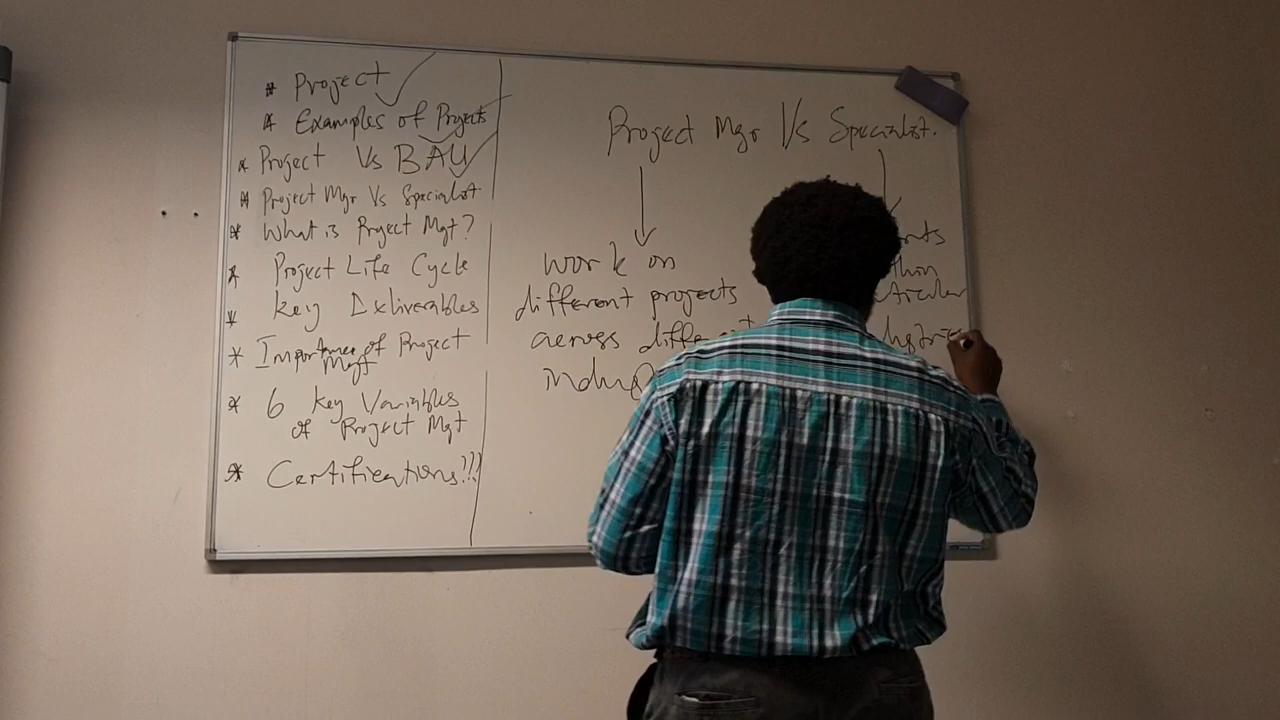 * Project
* Examples of Projects
* Project Vs BAU
* Project Mgr Vs Specialist
* What is Project Mgt?
* Project Life Cycle
* Key Deliverables
* Importance of Project
Mgt
* 6 Key Variables
of Project Mgt
* Certifications!!!
Project Mgr Vs Specialist.
Work on
different projects
across